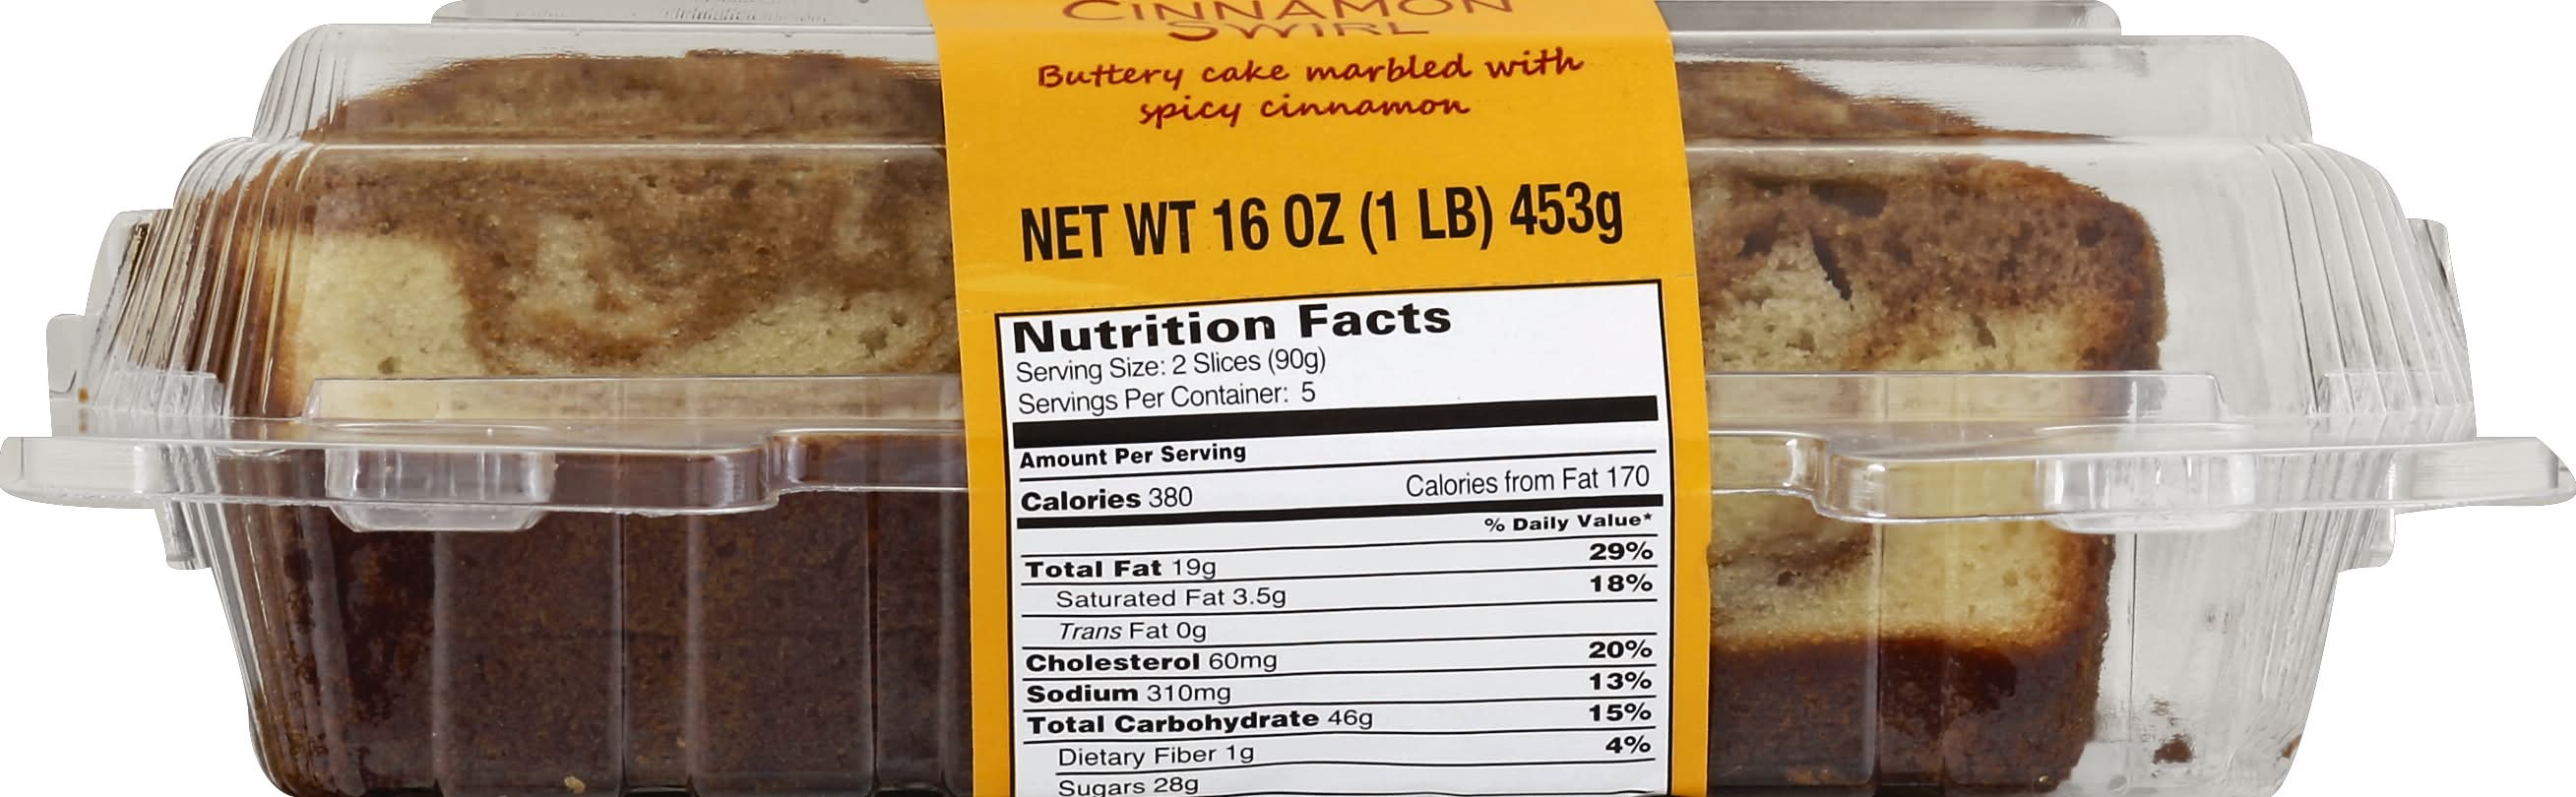 CINNAMON
SWIRL
Buttery cake marbled with
spicy cinnamon
NET WT 16 OZ (1 LB) 453g
Nutrition Facts
Serving Size: 2 Slices (90g)
Servings Per Container: 5
Amount Per Serving
Calories 380 Calories from Fat 170
% Daily Value*
Total Fat 19g 29%
Saturated Fat 3.5g 18%
Trans Fat 0g
Cholesterol 60mg 20%
Sodium 310mg 13%
Total Carbohydrate 46g 15%
Dietary Fiber 1g 4%
Sugars 28g